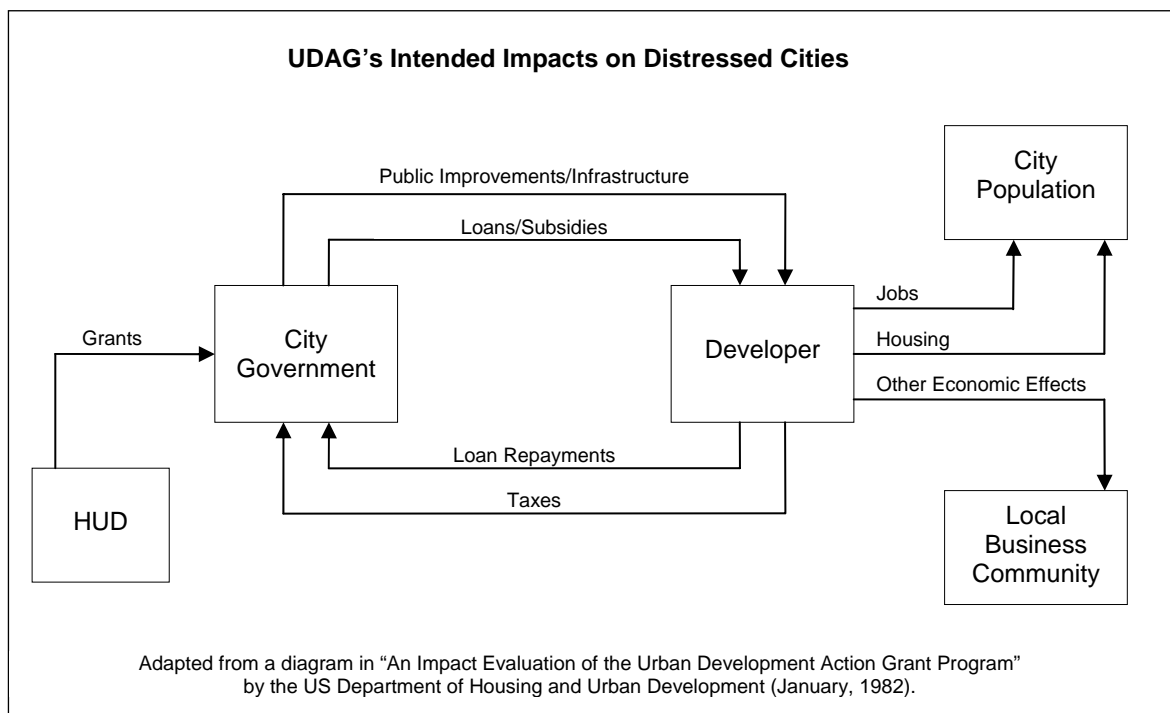 UDAG’s Intended Impacts on Distressed Cities
City
Population
Public Improvements/Infrastructure
Loans/Subsidies
Jobs
Grants
City
Government
Developer
Housing
Other Economic Effects
Loan Repayments
Taxes
HUD
Local
Business
Community
Adapted from a diagram in “An Impact Evaluation of the Urban Development Action Grant Program”
by the US Department of Housing and Urban Development (January, 1982).